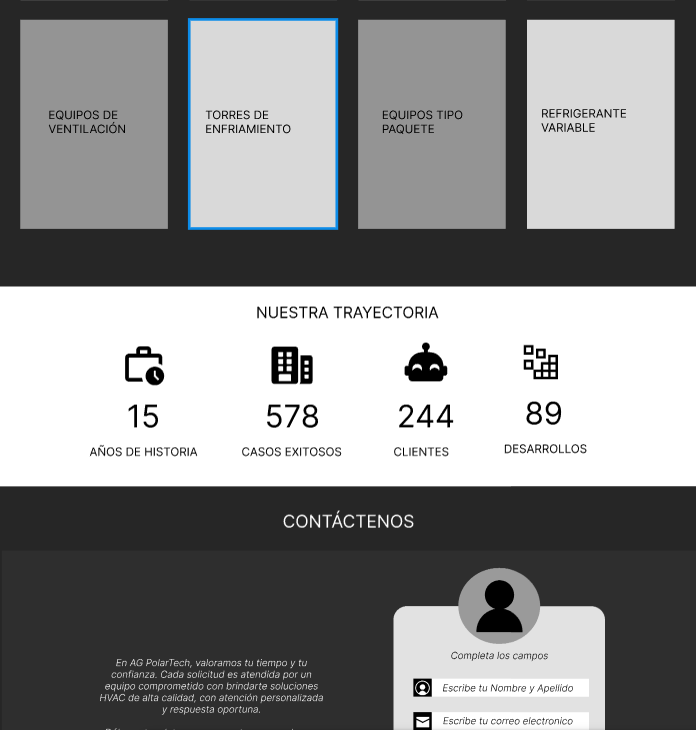 EQUIPOS DE
VENTILACIÓN
TORRES DE
ENFRIAMIENTO
EQUIPOS TIPO
PAQUETE
REFRIGERANTE
VARIABLE
NUESTRA TRAYECTORIA
15
578
244
89
AÑOS DE HISTORIA
CASOS EXITOSOS
CLIENTES
DESARROLLOS
CONTÁCTENOS
En AG PolarTech, valoramos tu tiempo y tu
confianza. Cada solicitud es atendida por un
equipo comprometido con brindarte soluciones
HVAC de alta calidad, con atención personalizada
y respuesta oportuna.
Completa los campos
Escribe tu Nombre y Apellido
Escribe tu correo electronico